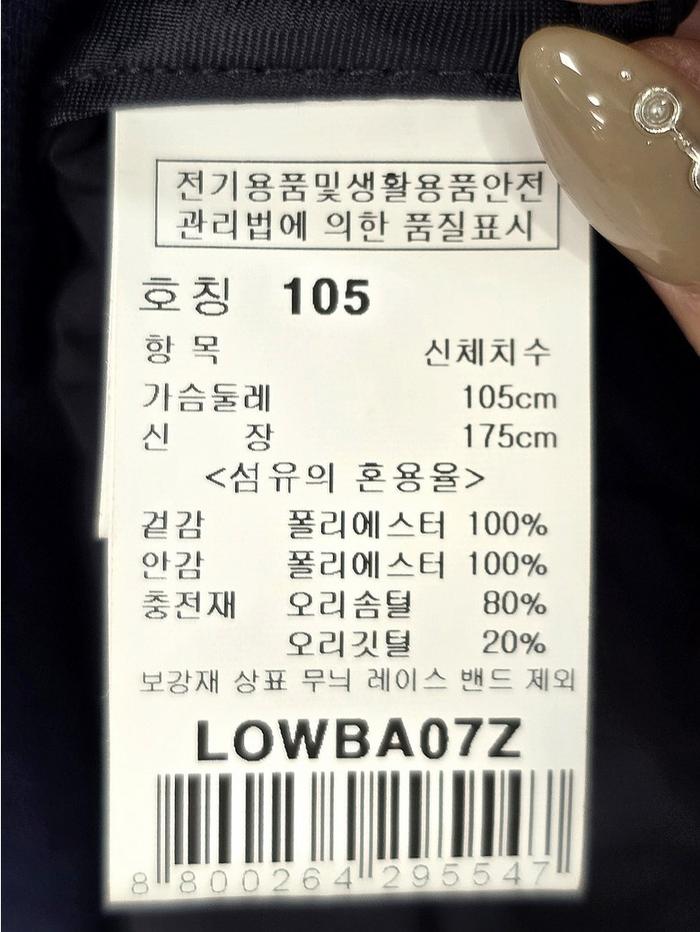 전기용품및생활용품안전
관리법에 의한 품질표시
호칭 105
항 목 신체치수
가슴둘레 105cm
신 장 175cm
<섬유의 혼용율>
겉감 폴리에스터 100%
안감 폴리에스터 100%
충전재 오리솜털 80%
오리깃털 20%
보강재 상표 무늬 레이스 밴드 제외
LOWBA07Z
8 800264 295547